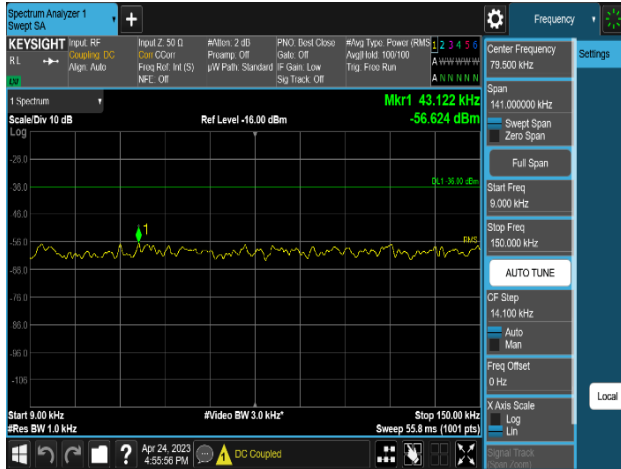 Spectrum Analyzer 1
Swept SA
Frequency
KEYSIGHT
Input: RF
Coupling: DC
Align: Auto
Input Z: 50 Ω
Corr CCorr
Freq Ref: Int (S)
NFE: Off
#Atten: 2 dB
Preamp: Off
µW Path: Standard
PNO: Best Close
Gate: Off
IF Gain: Low
Sig Track: Off
#Avg Type: Power (RMS
Avg|Hold: 100/100
Trig: Free Run
1 2 3 4 5 6
A W W W W W
A N N N N N
R L
LV
1 Spectrum
Scale/Div 10 dB
Log
Ref Level -16.00 dBm
Mkr1 43.122 kHz
-56.624 dBm
-26.0
-36.0
-46.0
-56.0
-66.0
-76.0
-86.0
-96.0
-106
DL1 -36.00 dBm
1
RMS
Start 9.00 kHz
#Res BW 1.0 kHz
#Video BW 3.0 kHz*
Stop 150.00 kHz
Sweep 55.8 ms (1001 pts)
Center Frequency
79.500 kHz
Span
141.000000 kHz
Swept Span
Zero Span
Full Span
Start Freq
9.000 kHz
Stop Freq
150.000 kHz
AUTO TUNE
CF Step
14.100 kHz
Auto
Man
Freq Offset
0 Hz
X Axis Scale
Log
Lin
Signal Track
(Span Zoom)
Settings
Local
Apr 24, 2023
4:55:56 PM
DC Coupled